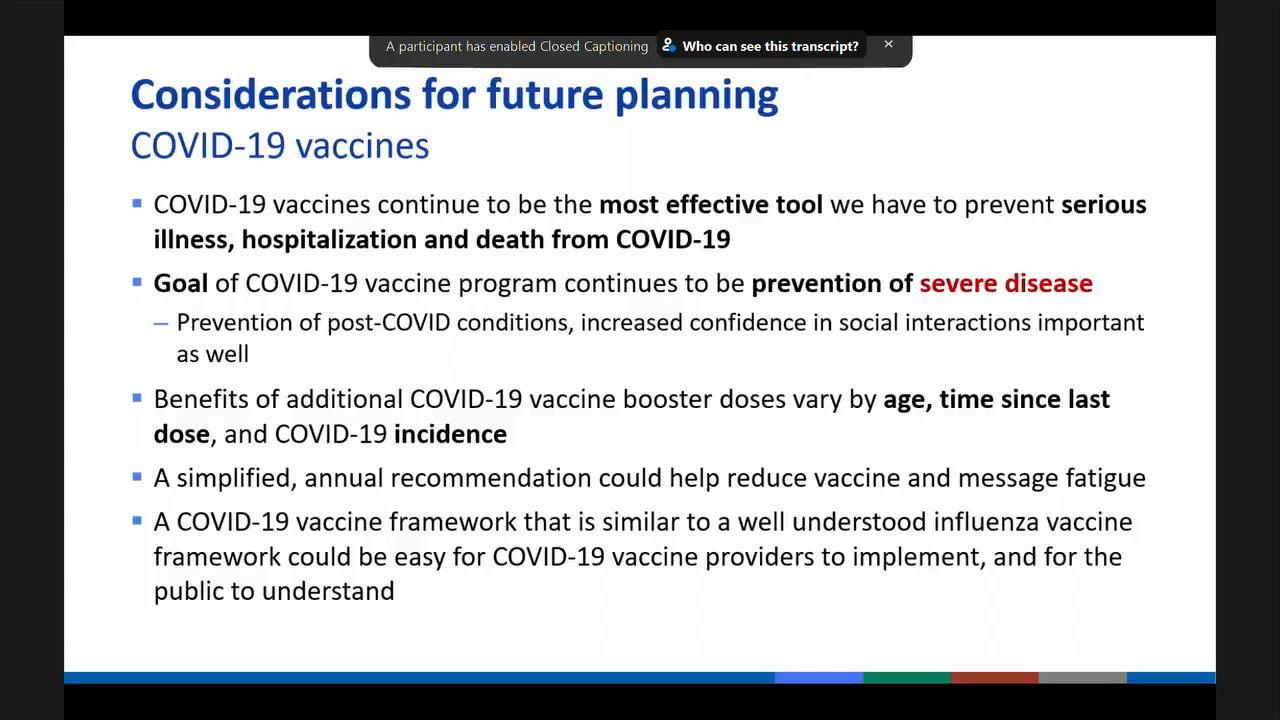 A participant has enabled Closed Captioning Who can see this transcript?
Considerations for future planning
COVID-19 vaccines
COVID-19 vaccines continue to be the most effective tool we have to prevent serious
illness, hospitalization and death from COVID-19
Goal of COVID-19 vaccine program continues to be prevention of severe disease
– Prevention of post-COVID conditions, increased confidence in social interactions important
as well
Benefits of additional COVID-19 vaccine booster doses vary by age, time since last
dose, and COVID-19 incidence
A simplified, annual recommendation could help reduce vaccine and message fatigue
A COVID-19 vaccine framework that is similar to a well understood influenza vaccine
framework could be easy for COVID-19 vaccine providers to implement, and for the
public to understand